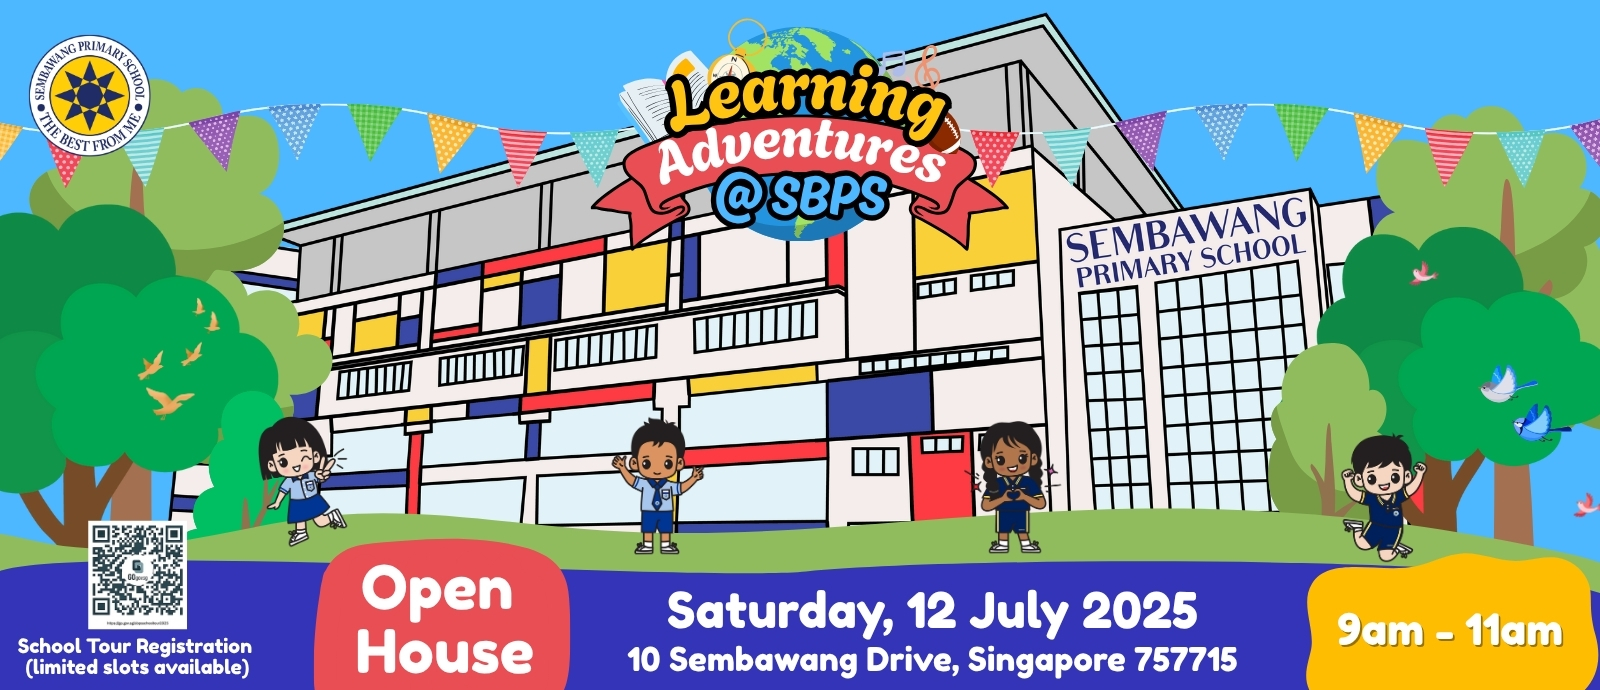 SEMBAWANG PRIMARY SCHOOL
THE BEST FROM ME
Learning
Adventures
@ SBPS
SEMBAWANG
PRIMARY SCHOOL
School Tour Registration
(limited slots available)
Open
House
Saturday, 12 July 2025
10 Sembawang Drive, Singapore 757715
9am - 11am